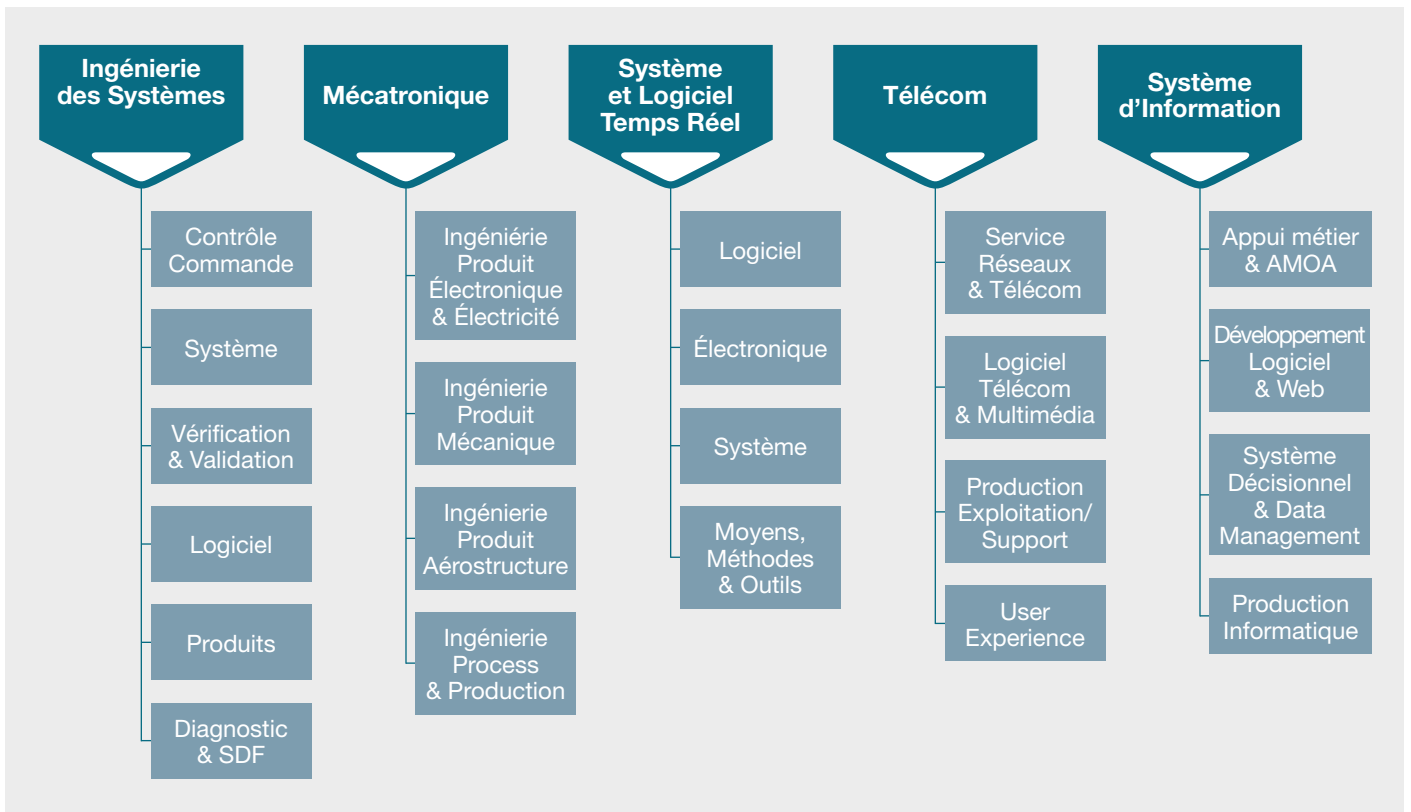 Ingénierie
des Systèmes
Contrôle
Commande
Système
Vérification
& Validation
Logiciel
Produits
Diagnostic
& SDF
Mécatronique
Ingéniérie
Produit
Électronique
& Électricité
Ingénierie
Produit
Mécanique
Ingénierie
Produit
Aérostructure
Ingénierie
Process
& Production
Système
et Logiciel
Temps Réel
Logiciel
Électronique
Système
Moyens,
Méthodes
& Outils
Télécom
Service
Réseaux
& Télécom
Logiciel
Télécom
& Multimédia
Production
Exploitation/
Support
User
Experience
Système
d’Information
Appui métier
& AMOA
Développement
Logiciel
& Web
Système
Décisionnel
& Data
Management
Production
Informatique